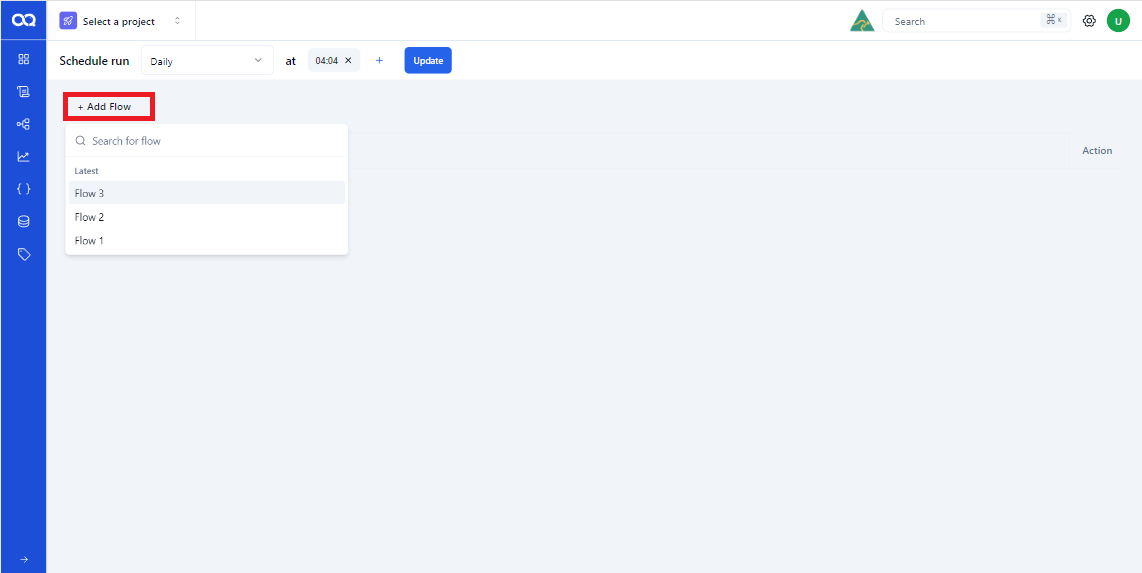 Select a project
Search
⌘ K
U
Schedule run
Daily
at
04:04 ×
+
Update
+ Add Flow
Search for flow
Action
Latest
Flow 3
Flow 2
Flow 1